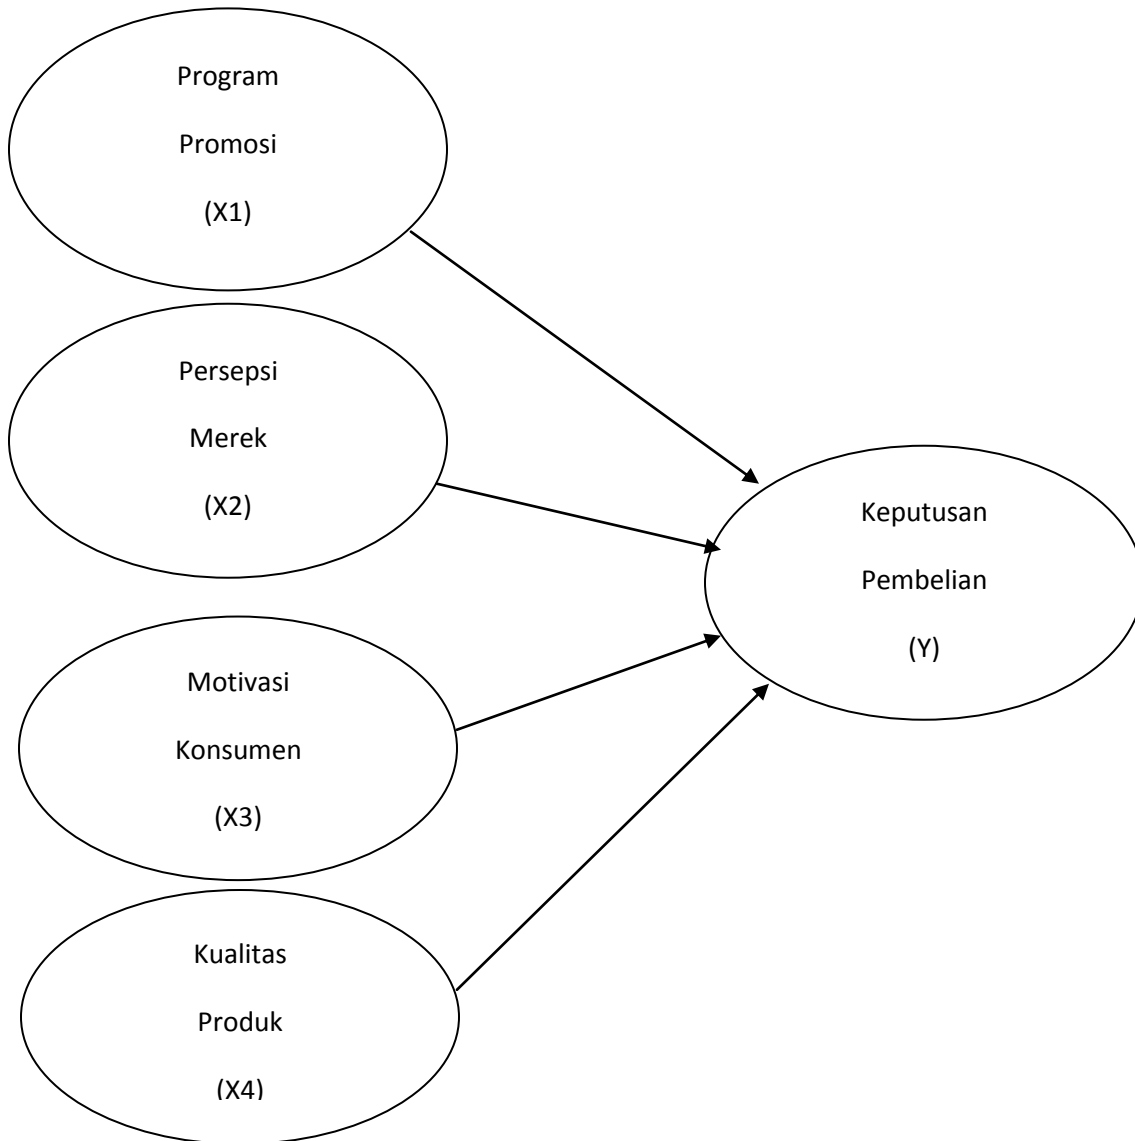 Program
Promosi
(X1)
Persepsi
Merek
(X2)
Keputusan
Pembelian
(Y)
Motivasi
Konsumen
(X3)
Kualitas
Produk
(X4)